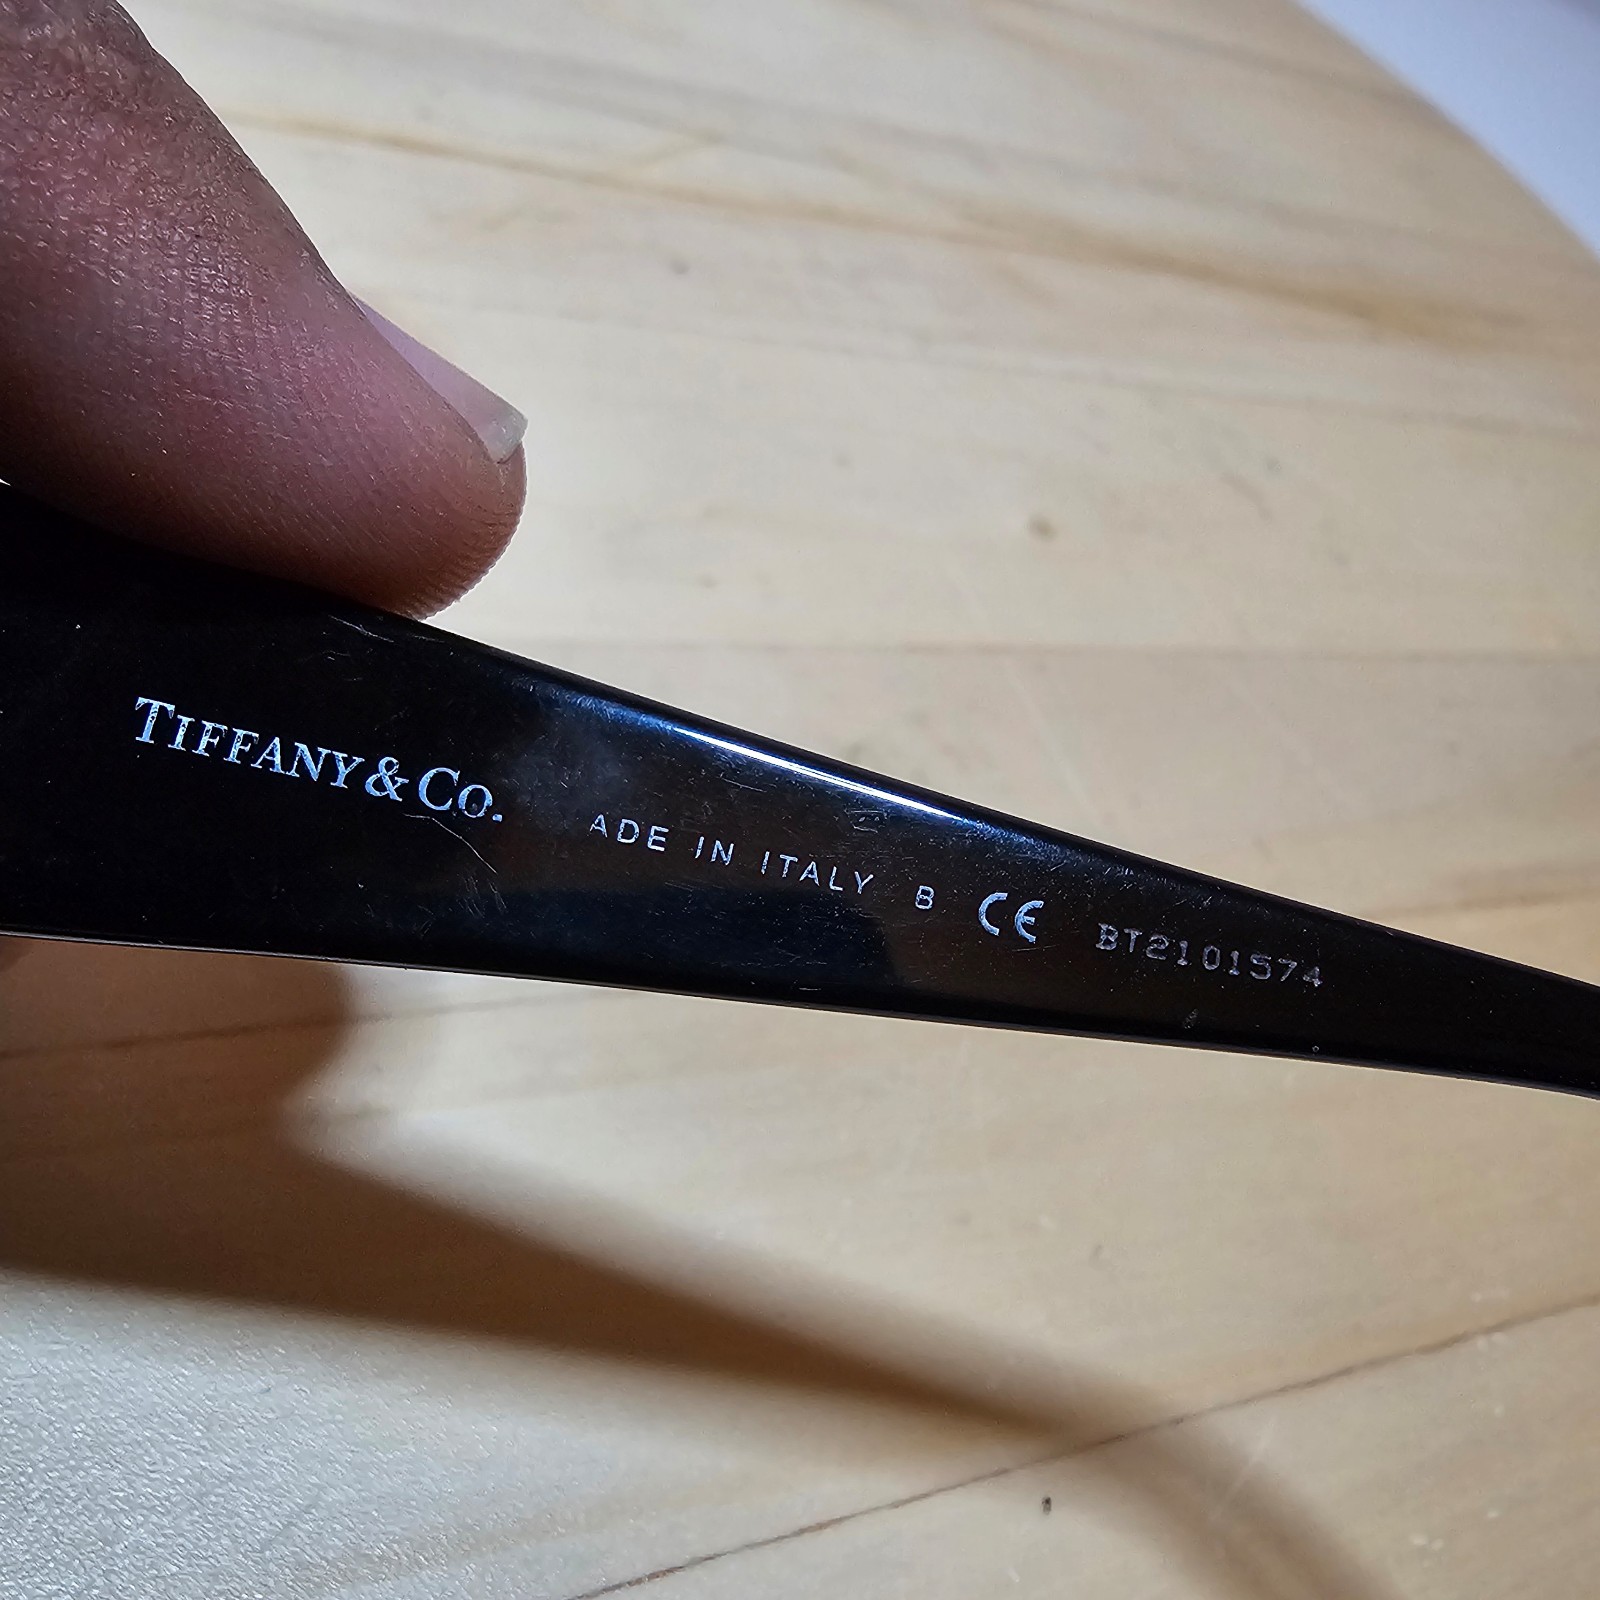 TIFFANY & CO. ADE IN ITALY B CE BT2101574